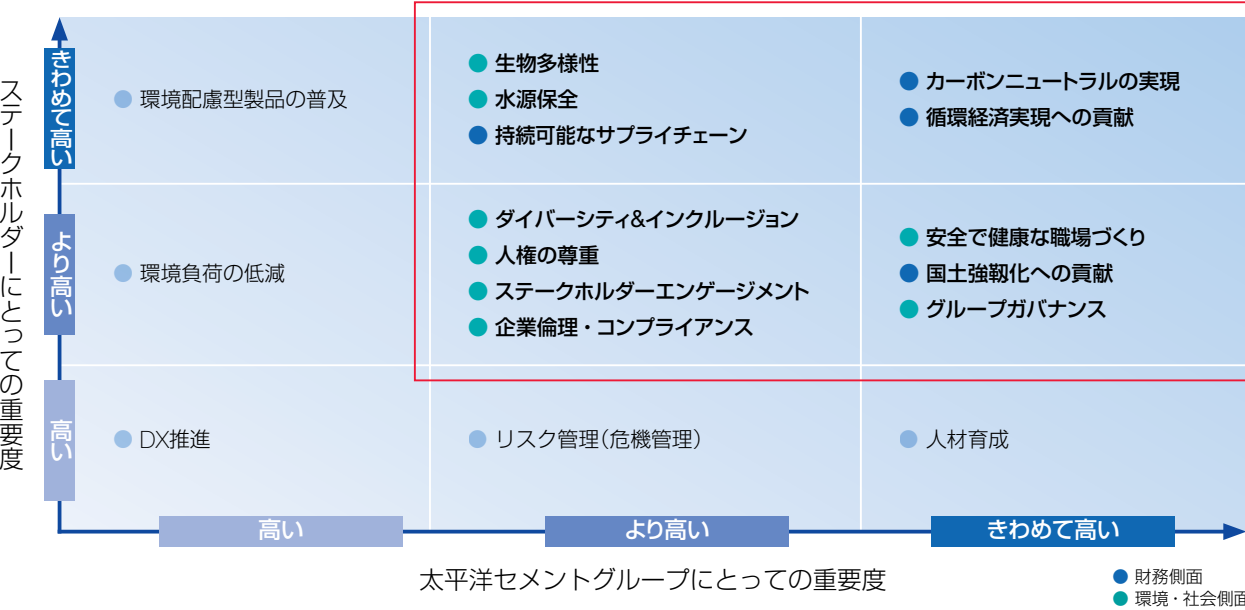 ステークホルダーにとっての重要度
きわめて高い
環境配慮型製品の普及
生物多様性
水源保全
持続可能なサプライチェーン
カーボンニュートラルの実現
循環経済実現への貢献
より高い
環境負荷の低減
ダイバーシティ&インクルージョン
人権の尊重
ステークホルダーエンゲージメント
企業倫理・コンプライアンス
安全で健康な職場づくり
国土強靱化への貢献
グループガバナンス
高い
DX推進
リスク管理(危機管理)
人材育成
高い
より高い
きわめて高い
太平洋セメントグループにとっての重要度
財務側面
環境・社会側面